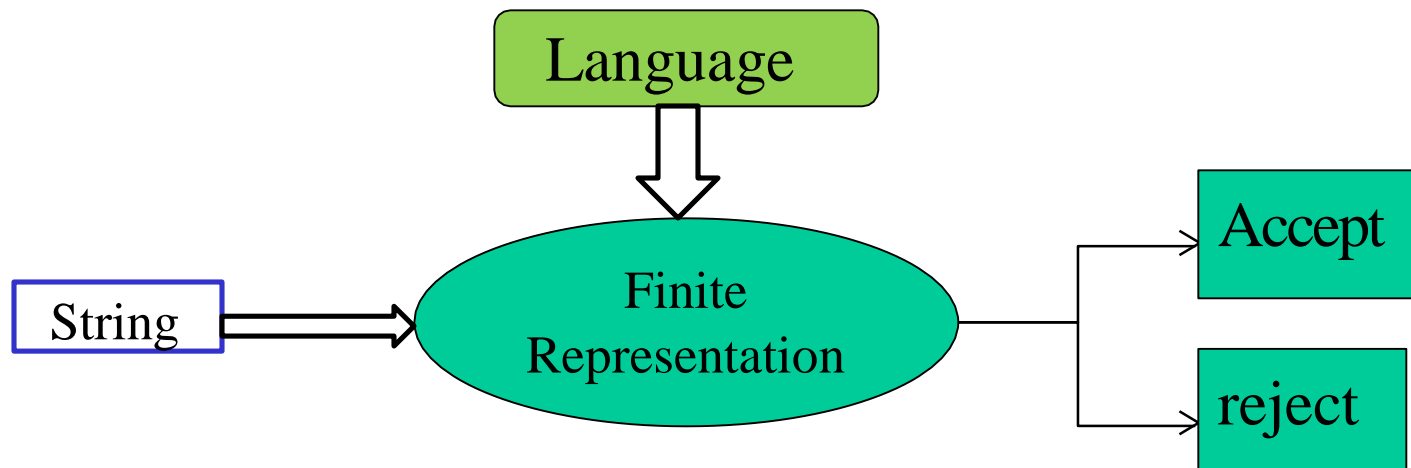 Language
String
Finite
Representation
Accept
reject